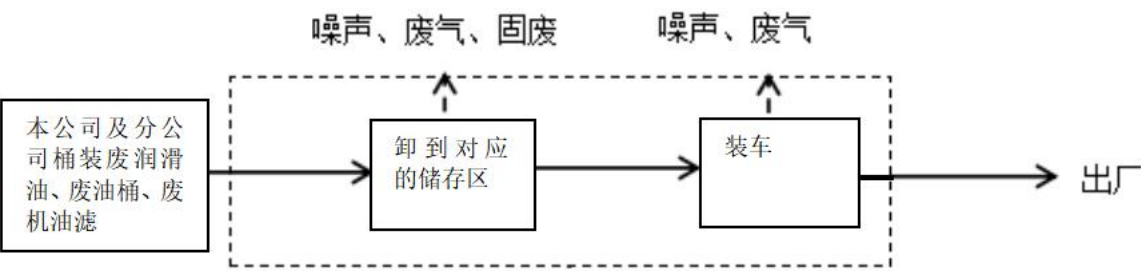 噪声、废气、固废
噪声、废气
本公司及分公
司桶装废润滑
油、废油桶、废
机油滤
卸到对应
的储存区
装车
出厂